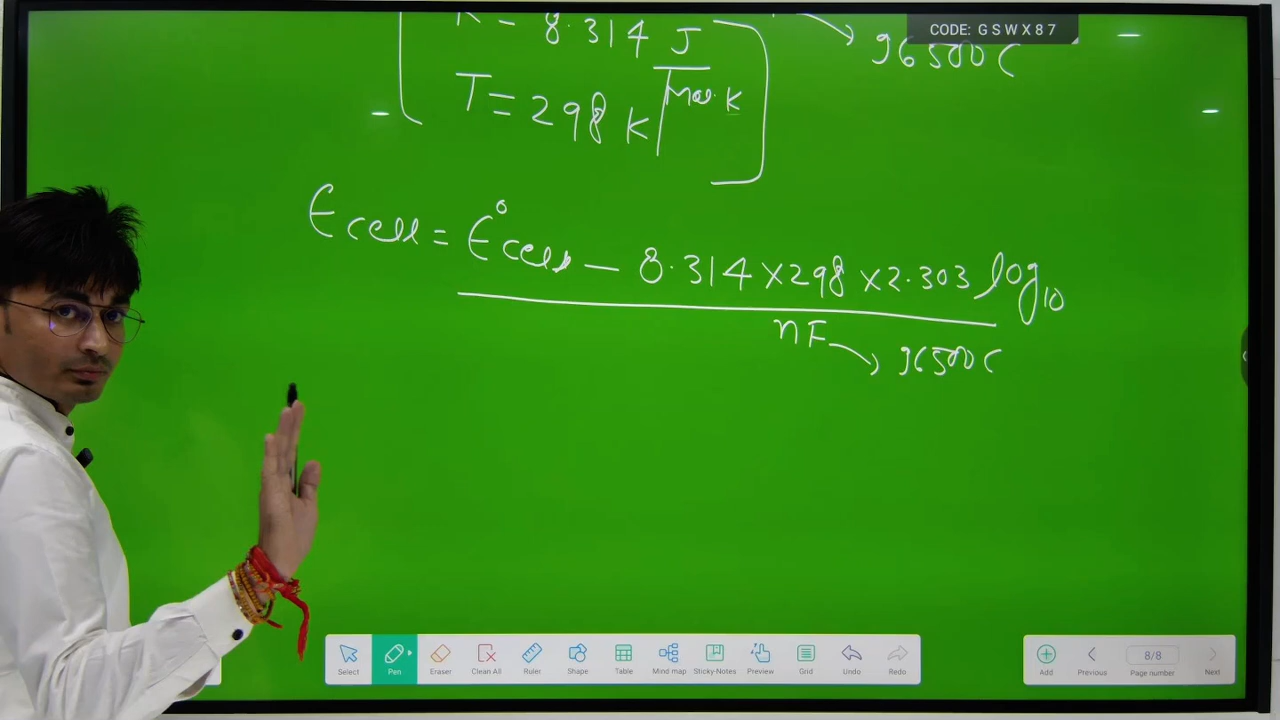 CODE: G S W X 8 7
R = 8.314 J
96500C
T = 298 K
Mol. K
Ecell = E°cell – 8.314 × 298 × 2.303 log10
nF → 96500C
Select Pen Eraser Clean All Ruler Shape Table Mind map Sticky-Notes Preview Grid Undo Redo
Add Previous 8/8 Page number Next